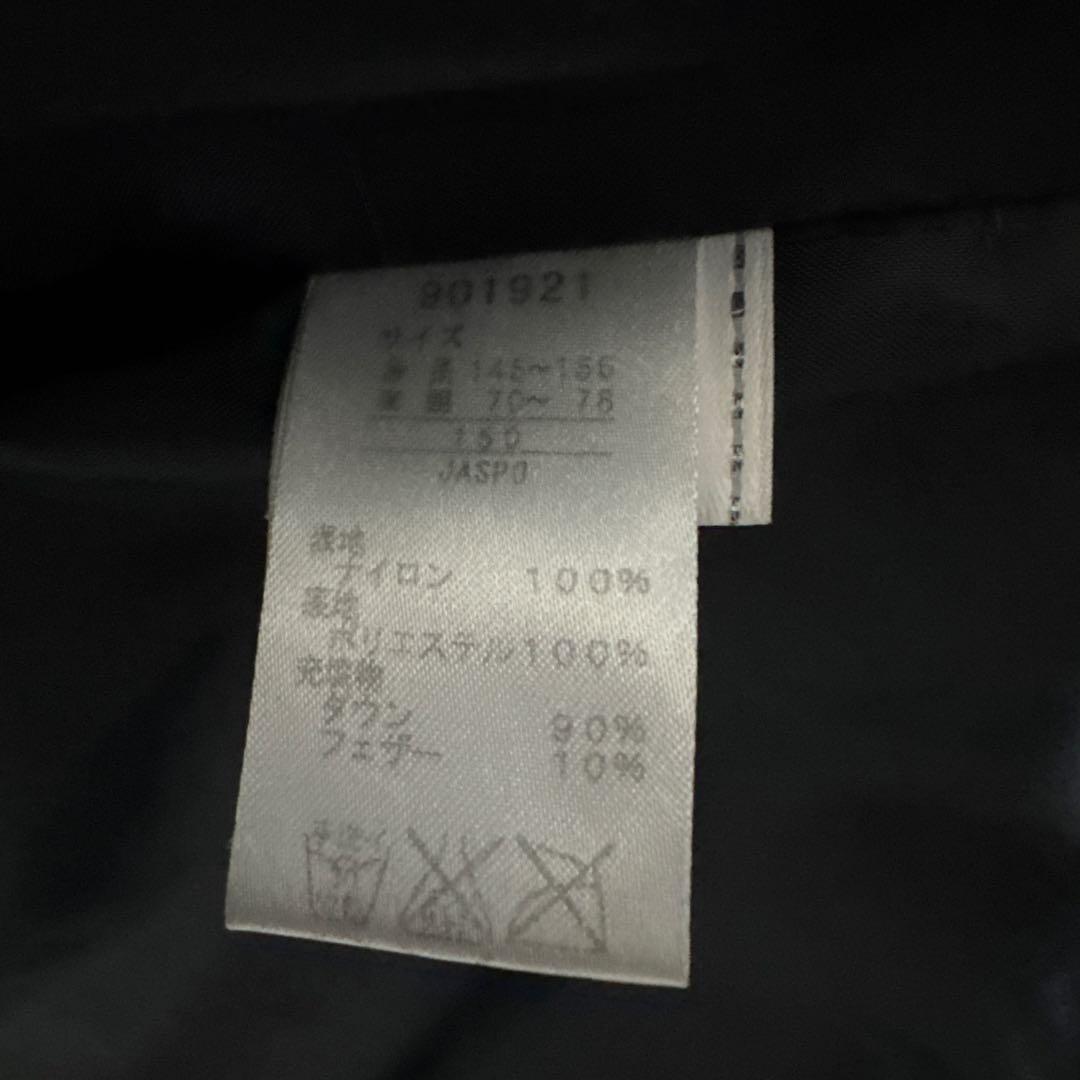 901921
サイズ
身長 145~155
胸囲 70~ 78
150
JASPO
表地
ナイロン 100%
裏地
ポリエステル100%
充填物
ダウン 90%
フェザー 10%